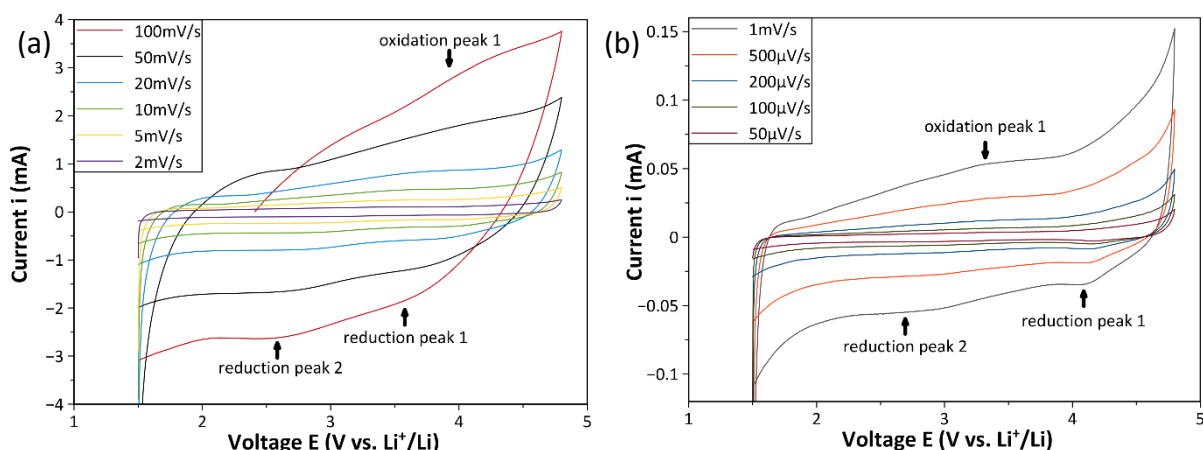 (a)
100mV/s
50mV/s
20mV/s
10mV/s
5mV/s
2mV/s
oxidation peak 1
reduction peak 1
reduction peak 2
4
3
2
1
0
−1
−2
−3
−4
Current i (mA)
1
2
3
4
5
Voltage E (V vs. Li⁺/Li)
(b)
1mV/s
500µV/s
200µV/s
100µV/s
50µV/s
oxidation peak 1
reduction peak 1
reduction peak 2
0.15
0.1
0.05
0
−0.05
−0.1
Current i (mA)
1
2
3
4
5
Voltage E (V vs. Li⁺/Li)